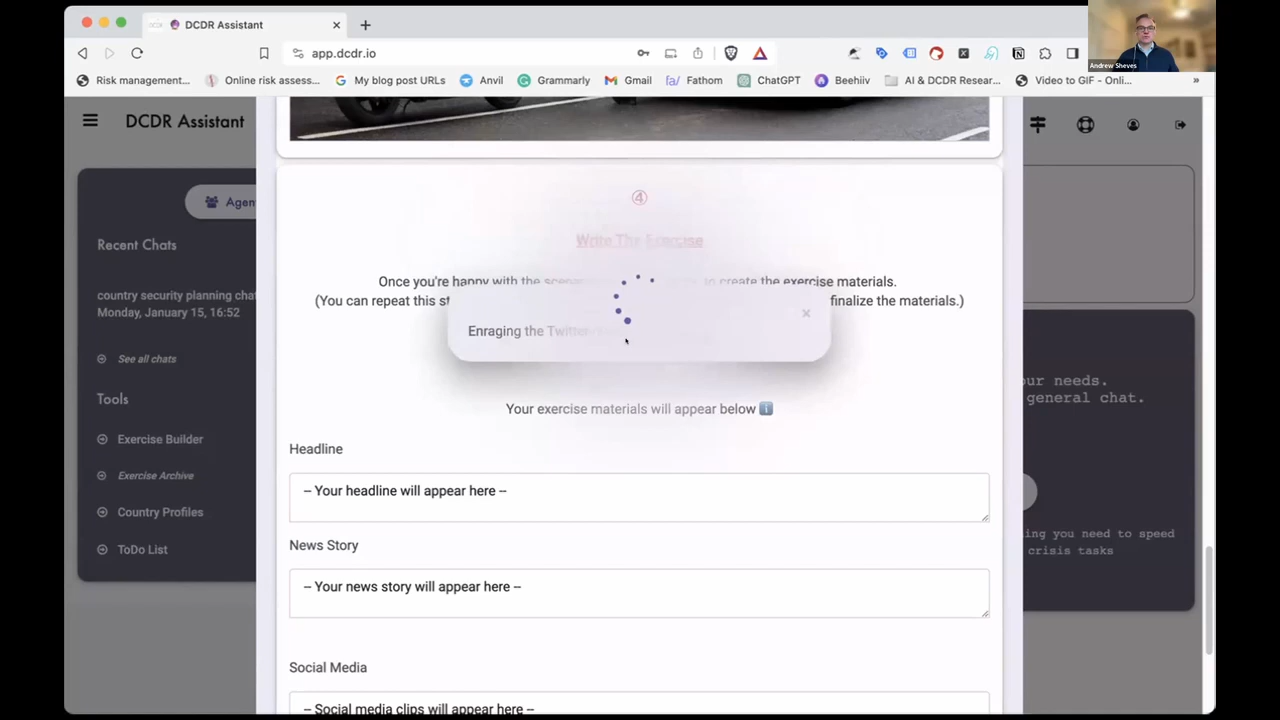 DCDR Assistant
app.dcdr.io
Andrew Sheves
Risk management...
Online risk assess...
My blog post URLs
Anvil
Grammarly
Gmail
Fathom
ChatGPT
Beehiiv
AI & DCDR Resear...
Video to GIF - Onli...
»
DCDR Assistant
Agen
Recent Chats
country security planning chat
Monday, January 15, 16:52
See all chats
Tools
Exercise Builder
Exercise Archive
Country Profiles
ToDo List
④
Write The Exercise
Once you're happy with the to create the exercise materials.
(You can repeat this st finalize the materials.)
Enraging the Twitter
Your exercise materials will appear below ℹ
Headline
-- Your headline will appear here --
News Story
-- Your news story will appear here --
Social Media
-- Social media clips will appear here --
our needs.
general chat.
ing you need to speed
crisis tasks